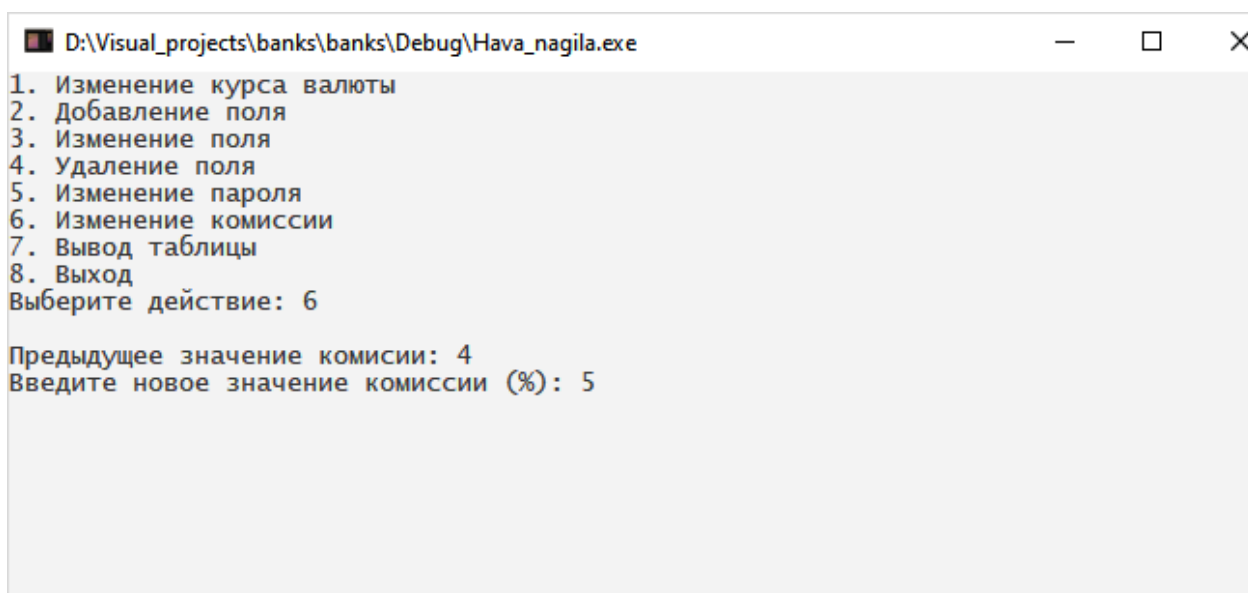 D:\Visual_projects\banks\banks\Debug\Hava_nagila.exe
1. Изменение курса валюты
2. Добавление поля
3. Изменение поля
4. Удаление поля
5. Изменение пароля
6. Изменение комиссии
7. Вывод таблицы
8. Выход
Выберите действие: 6
Предыдущее значение комисии: 4
Введите новое значение комиссии (%): 5